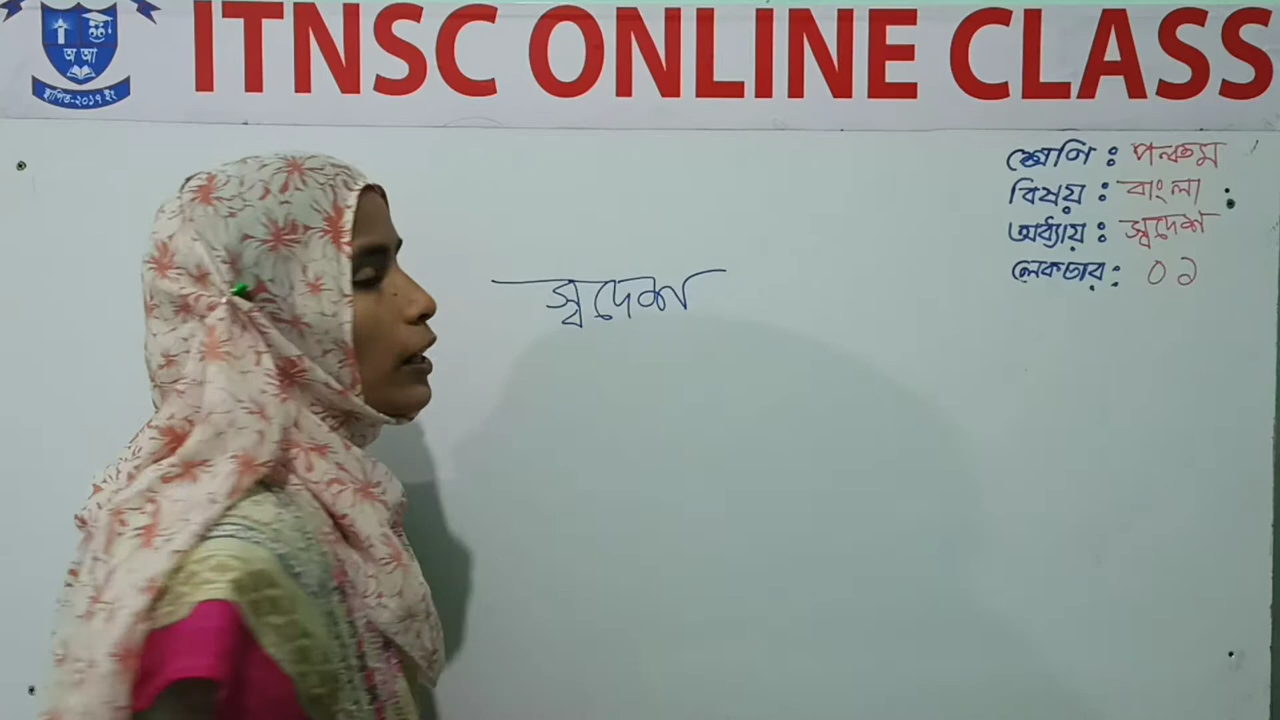 ITNSC ONLINE CLASS
অ আ
স্থাপিত-২০১৭ ইং
শ্রেণি : পঞ্চম
বিষয় : বাংলা
অধ্যায় : স্বদেশ
লেকচার : ০১
স্বদেশ